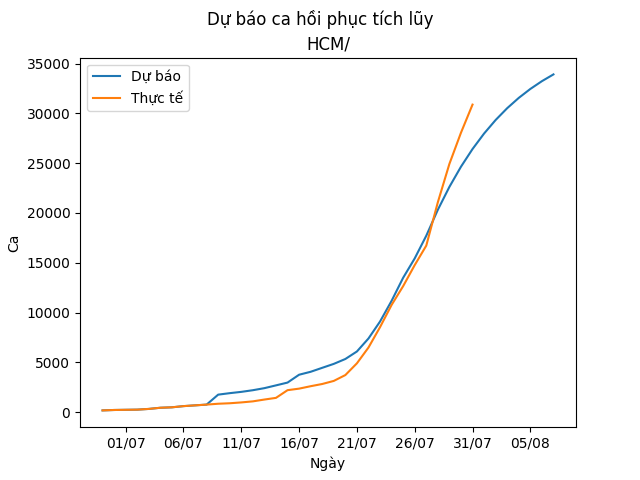 Dự báo ca hồi phục tích lũy
HCM/
Dự báo
Thực tế
35000
30000
25000
20000
15000
10000
5000
0
Ca
01/07 06/07 11/07 16/07 21/07 26/07 31/07 05/08
Ngày